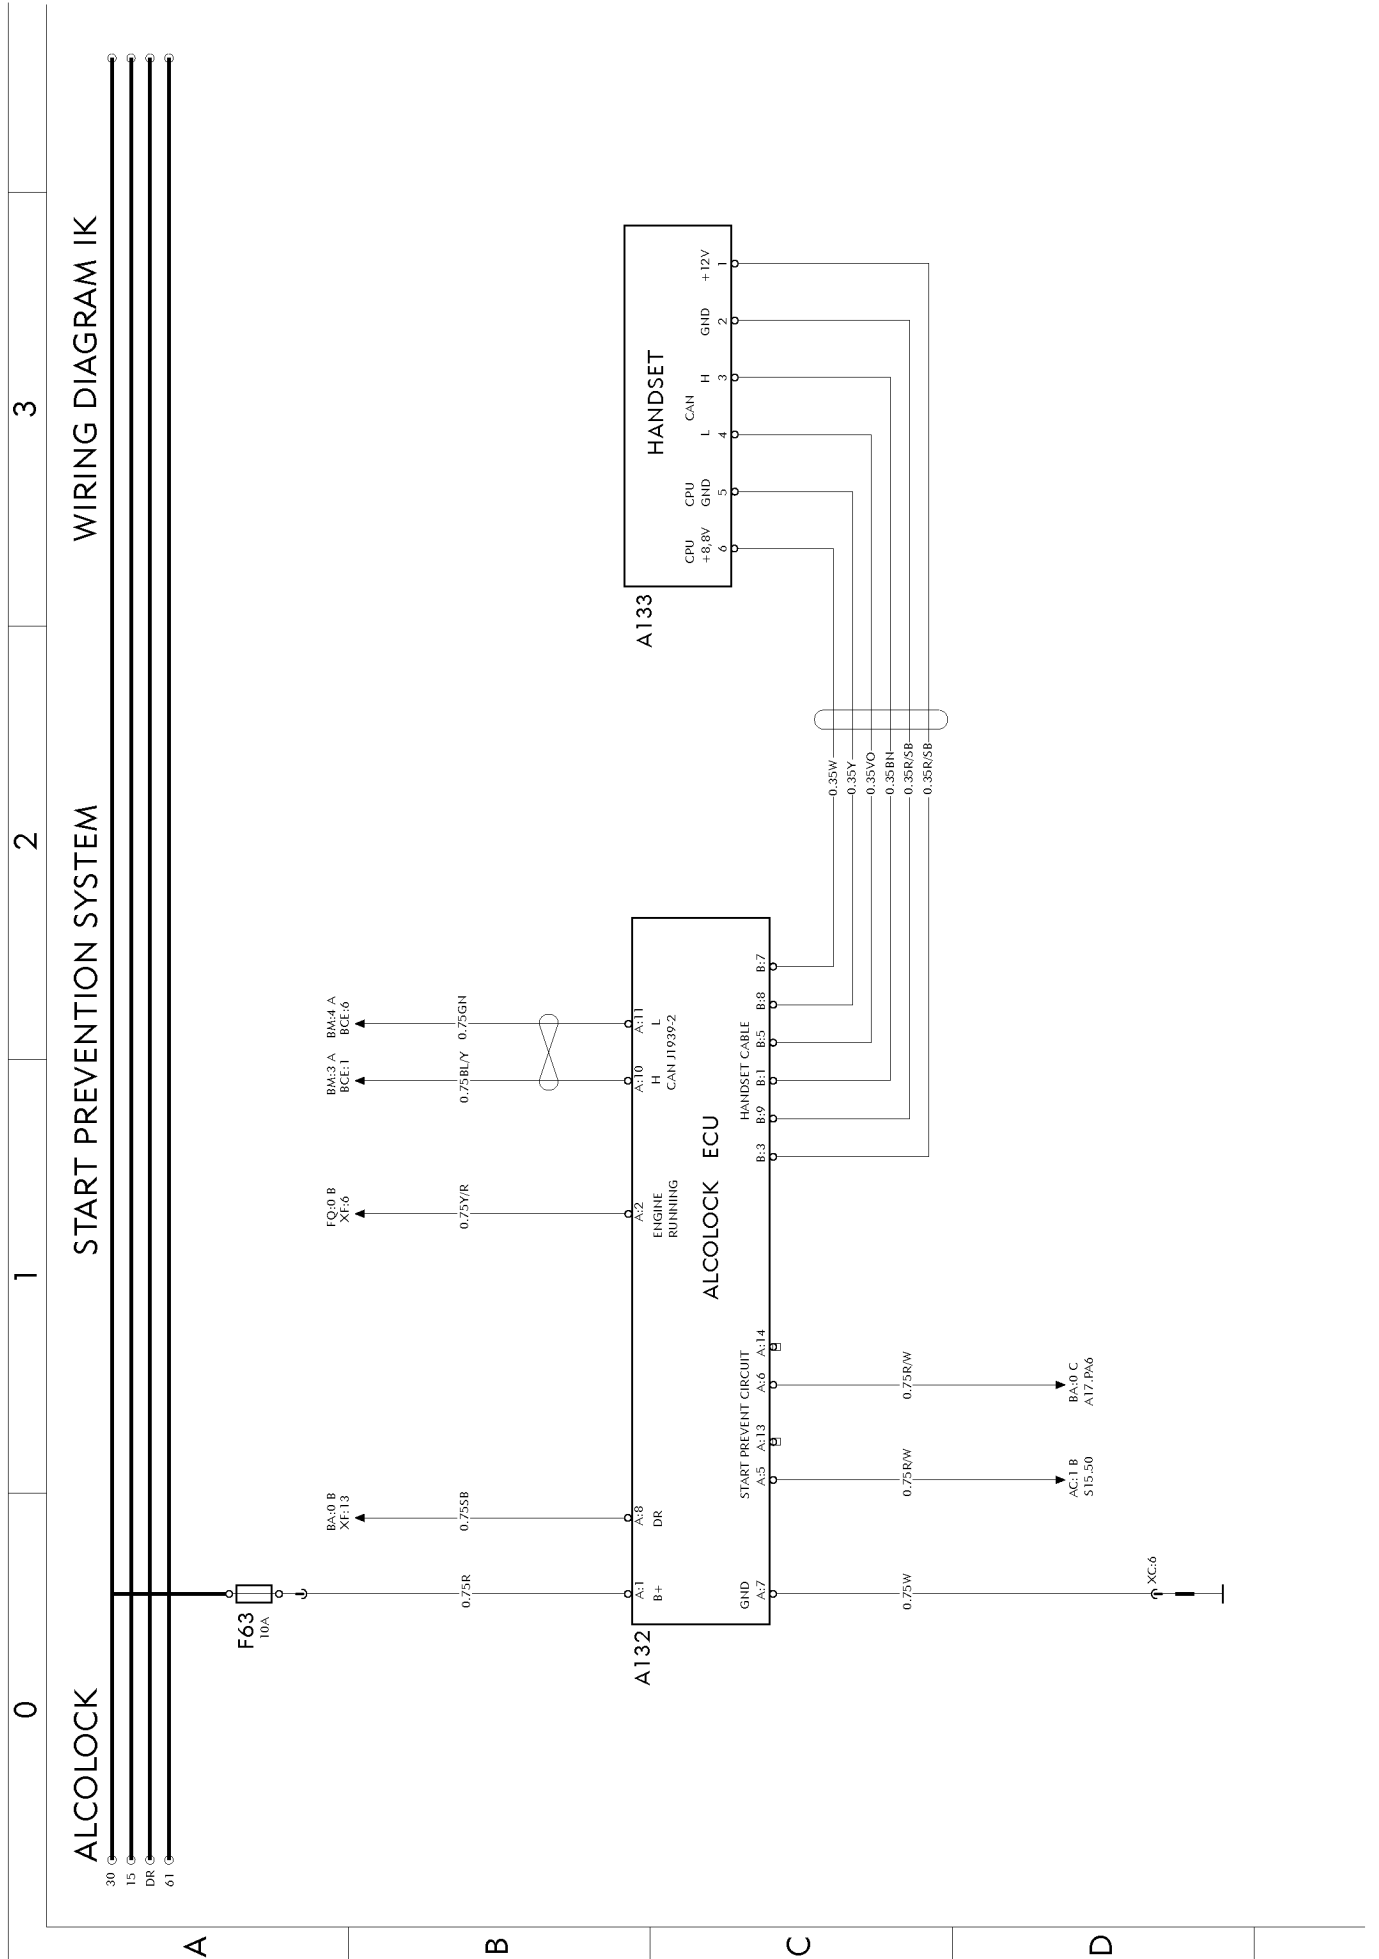 0 1 2 3
ALCOLOCK START PREVENTION SYSTEM WIRING DIAGRAM IK
30
15
DR
61
A
F63
10A
BA:0 B
XF:13
FQ:0 B
XF:6
BM:3 A
BCE:1
BM:4 A
BCE:6
B
0.75R
0.75SB
0.75Y/R
0.75BL/Y
0.75GN
A132
A:1
B+
A:8
DR
A:2
ENGINE
RUNNING
A:10
H
A:11
L
CAN J1939-2
ALCOLOCK ECU
GND
A:7
START PREVENT CIRCUIT
A:5
A:13
A:6
A:14
HANDSET CABLE
B:3
B:9
B:1
B:5
B:8
B:7
A133
HANDSET
CPU
+8,8V
6
CPU
GND
5
CAN
L
4
H
3
GND
2
+12V
1
C
0.35W
0.35Y
0.35VO
0.35BN
0.35R/SB
0.35R/SB
0.75W
0.75R/W
0.75R/W
D
AC:1 B
S15.50
BA:0 C
A17.PA6
XC:6